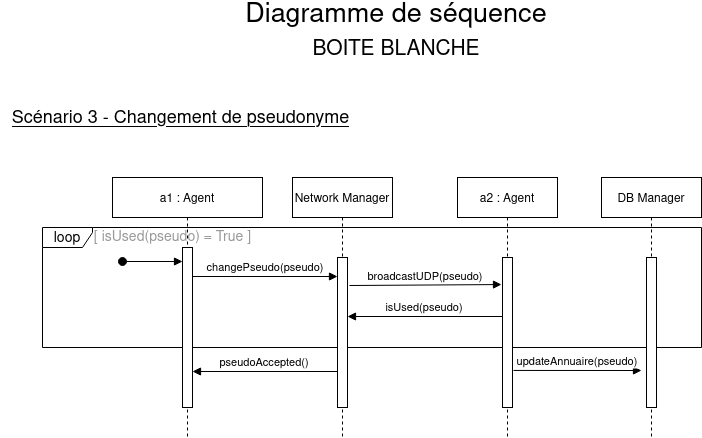 Diagramme de séquence
BOITE BLANCHE
Scénario 3 - Changement de pseudonyme
a1 : Agent
Network Manager
a2 : Agent
DB Manager
loop
[ isUsed(pseudo) = True ]
changePseudo(pseudo)
broadcastUDP(pseudo)
isUsed(pseudo)
pseudoAccepted()
updateAnnuaire(pseudo)